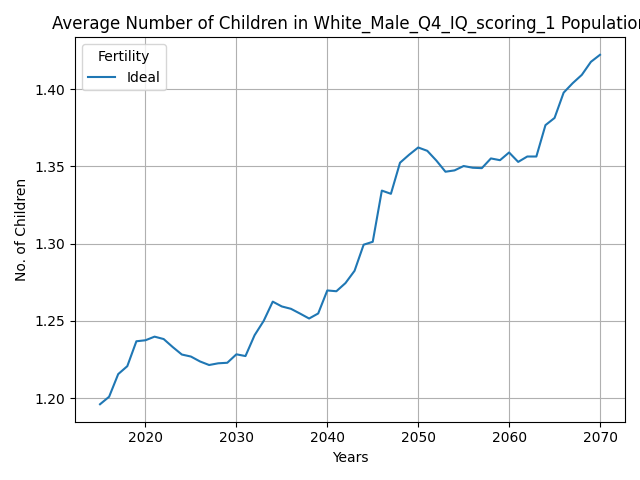 Average Number of Children in White_Male_Q4_IQ_scoring_1 Population
Fertility
Ideal
No. of Children
1.40
1.35
1.30
1.25
1.20
2020 2030 2040 2050 2060 2070
Years